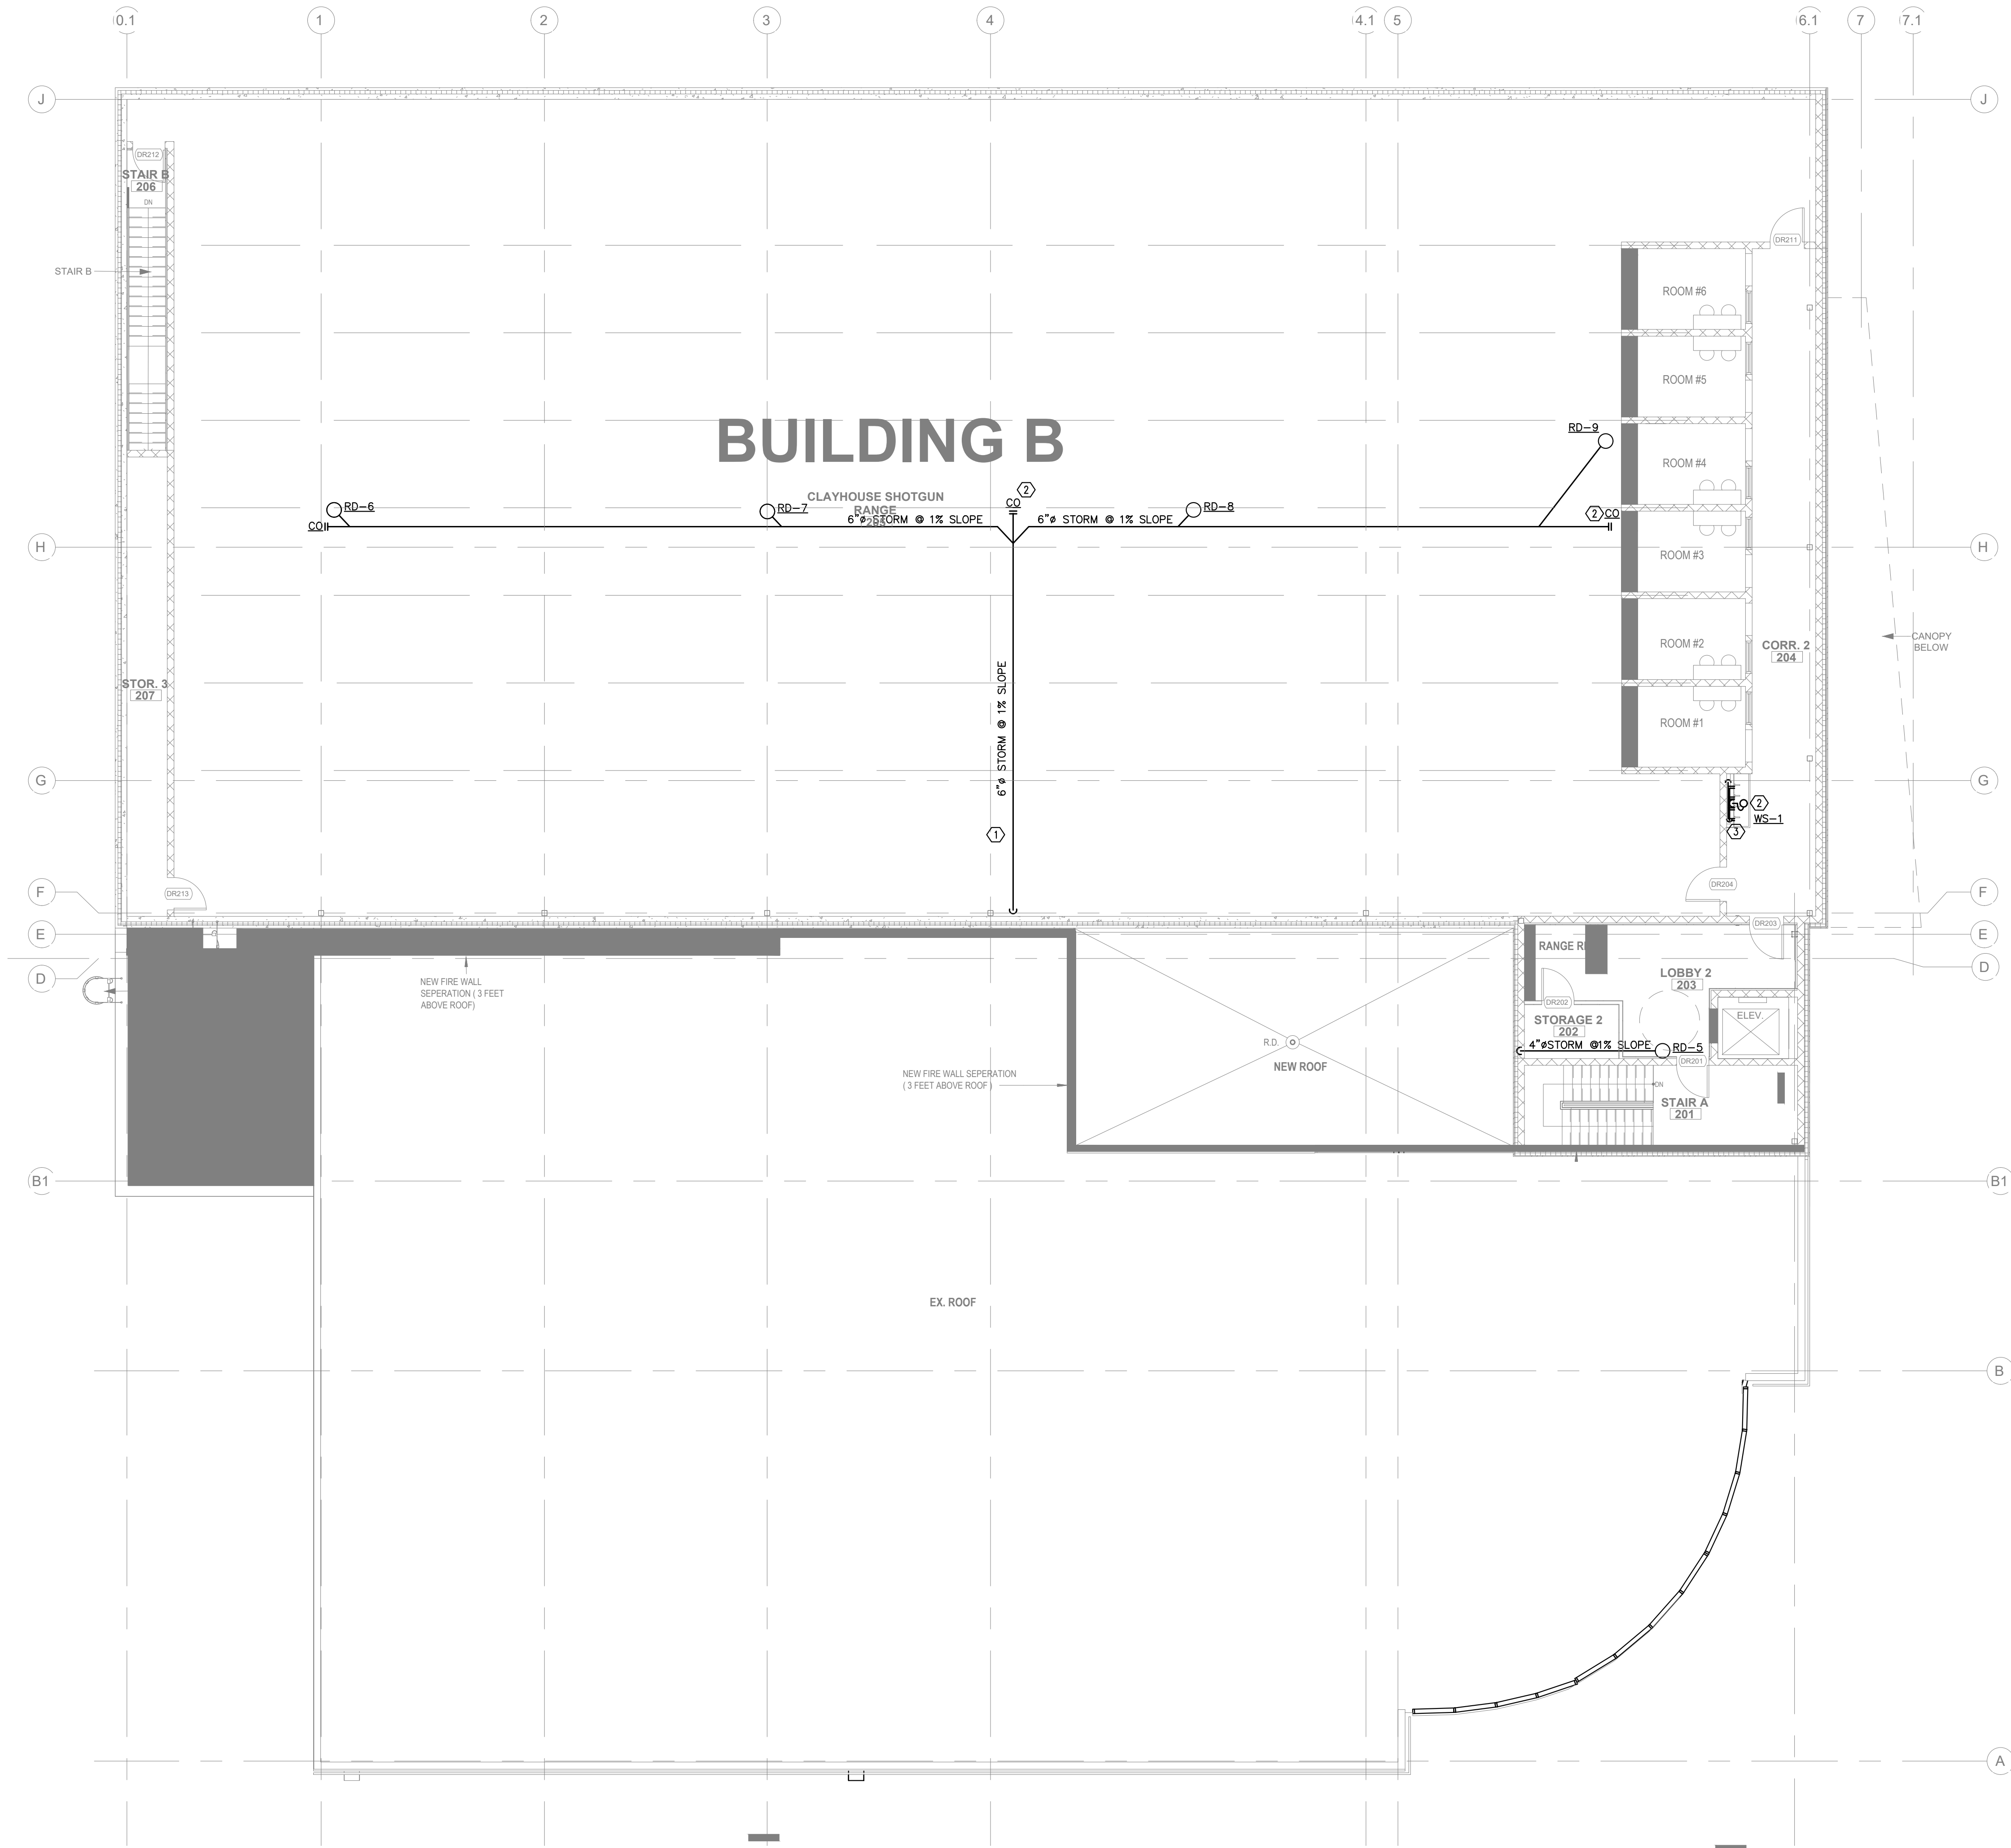 0.1
1
2
3
4
4.1
5
6.1
7
7.1
J
J
DR212
STAIR B
206
DN
STAIR B
DR211
ROOM #6
ROOM #5
BUILDING B
RD-9
ROOM #4
CLAYHOUSE SHOTGUN
RANGE
RD-6
RD-7
CO
2
RD-8
CO
6"ø STORM @ 1% SLOPE
6"ø STORM @ 1% SLOPE
2
CO
H
H
ROOM #3
ROOM #2
CANOPY
BELOW
CORR. 2
204
STOR. 3
207
6"ø STORM @ 1% SLOPE
ROOM #1
G
G
2
WS-1
3
1
DR204
DR213
F
F
DR203
E
E
RANGE
D
D
LOBBY 2
203
NEW FIRE WALL
SEPERATION ( 3 FEET
ABOVE ROOF)
DR202
STORAGE 2
202
ELEV.
R.D.
4"øSTORM @1% SLOPE
RD-5
DR201
NEW ROOF
NEW FIRE WALL SEPERATION
( 3 FEET ABOVE ROOF )
DN
STAIR A
201
B1
B1
EX. ROOF
B
A